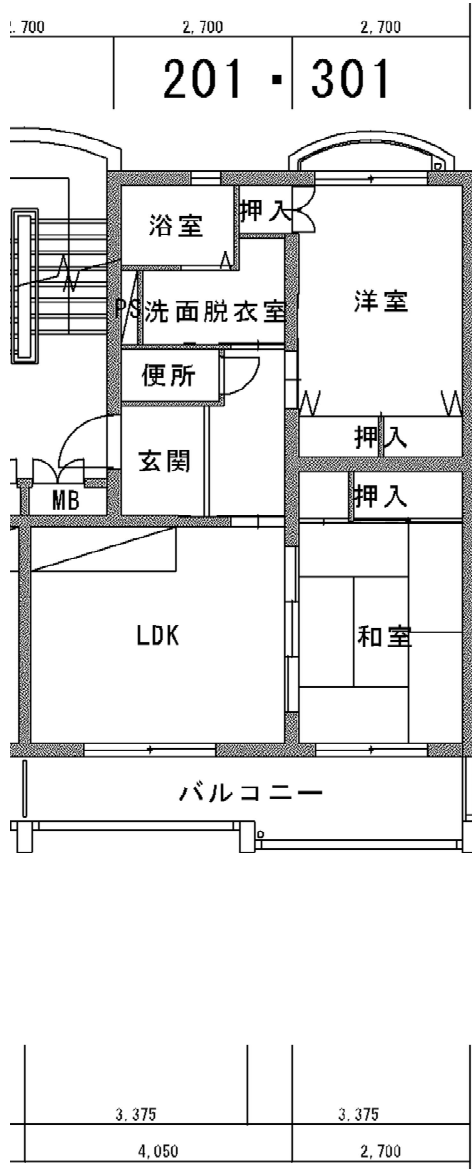 2,700 2,700 2,700
201・301
浴室 押入
洗面脱衣室 洋室
PS
便所
玄関 押入
MB 押入
LDK 和室
バルコニー
3,375 3,375
4,050 2,700